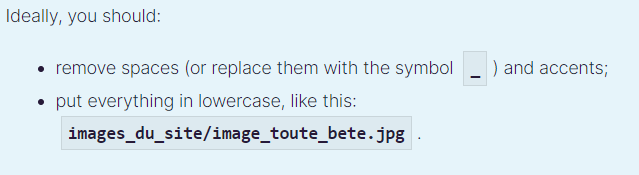 Ideally, you should:
• remove spaces (or replace them with the symbol _ ) and accents;
• put everything in lowercase, like this:
images_du_site/image_toute_bete.jpg .